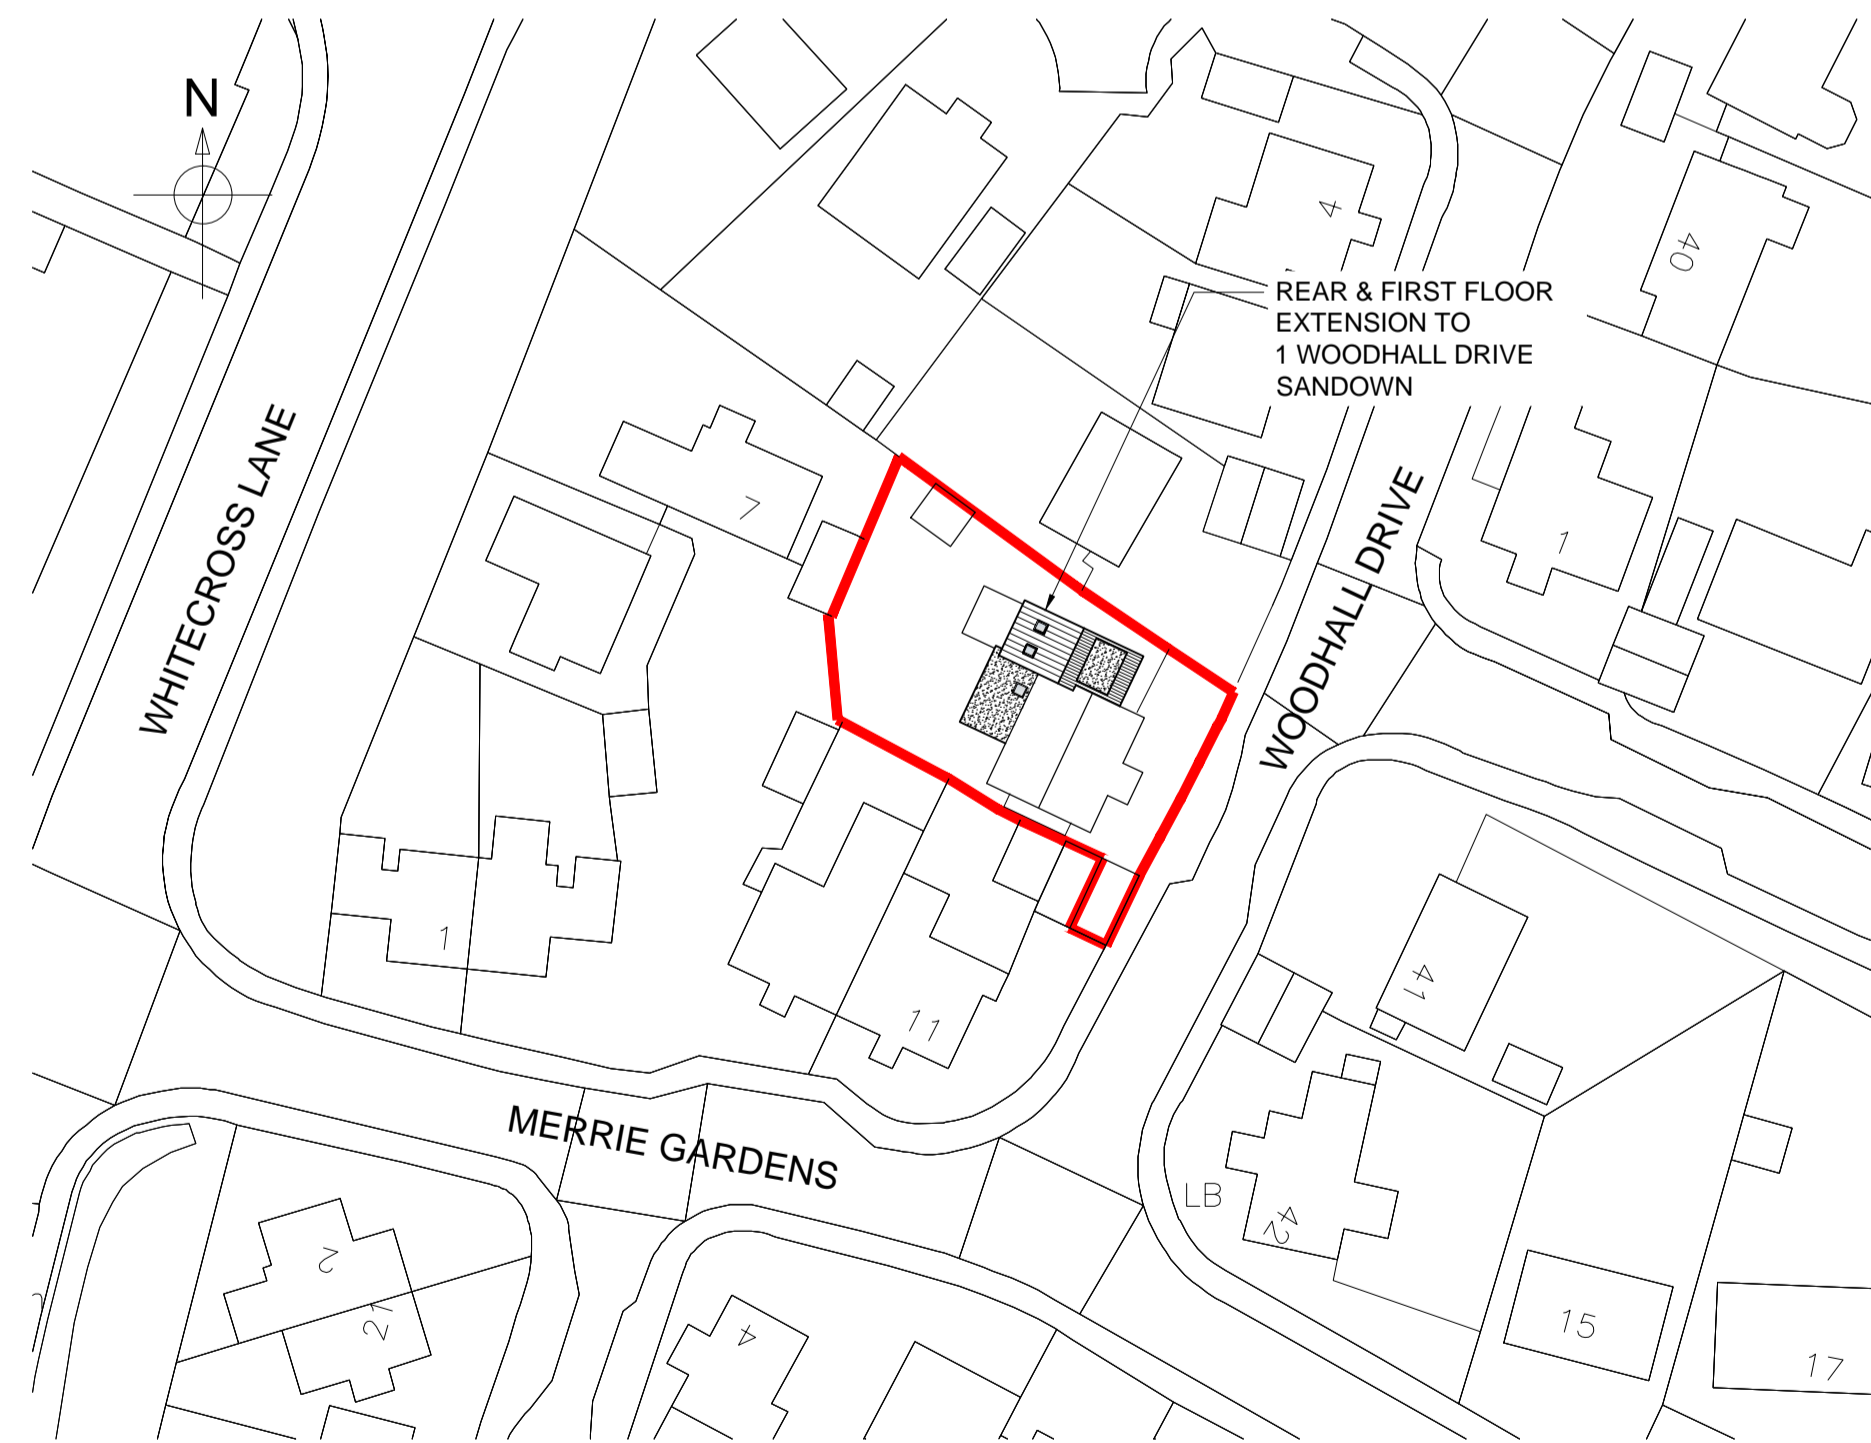 N
4
40
REAR & FIRST FLOOR
EXTENSION TO
1 WOODHALL DRIVE
SANDOWN
WHITECROSS LANE
7
WOODHALL DRIVE
1
1
41
11
MERRIE GARDENS
LB
42
2
21
4
15
17